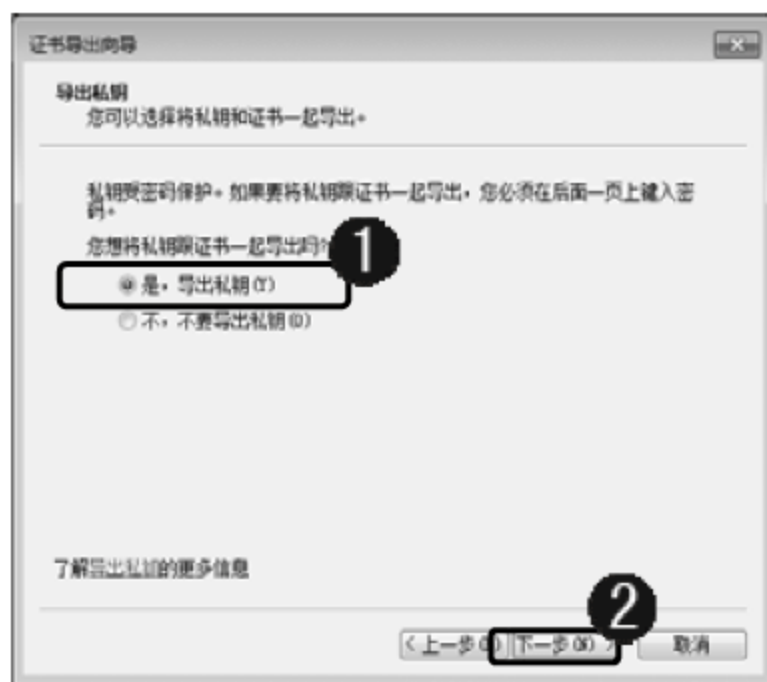 证书导出向导
导出私钥
您可以选择将私钥和证书一起导出。
私钥受密码保护。如果要将私钥跟证书一起导出，您必须在后面一页上键入密
码。
您想将私钥跟证书一起导出吗?
1
是，导出私钥(Y)
不，不要导出私钥(O)
了解导出私钥的更多信息
2
<上一步 下一步(N) > 取消